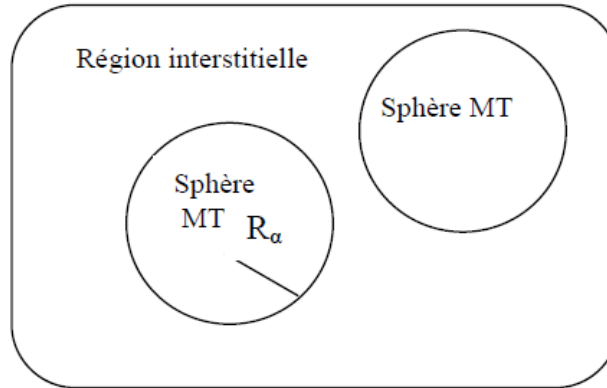 Région interstitielle
Sphère MT
Sphère
MT
Rα